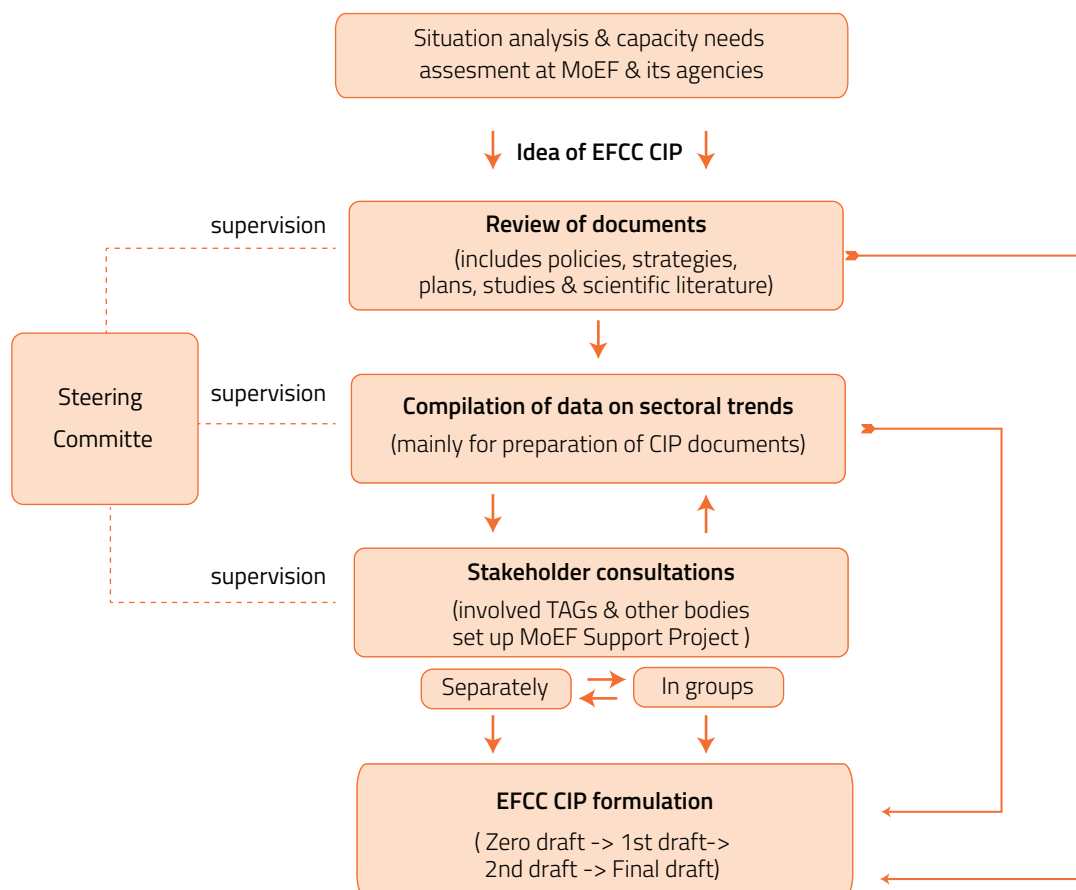 Situation analysis & capacity needs
assesment at MoEF & its agencies
Idea of EFCC CIP
supervision
Review of documents
(includes policies, strategies,
plans, studies & scientific literature)
Steering
Committe
supervision
Compilation of data on sectoral trends
(mainly for preparation of CIP documents)
supervision
Stakeholder consultations
(involved TAGs & other bodies
set up MoEF Support Project )
Separately
In groups
EFCC CIP formulation
( Zero draft -> 1st draft->
2nd draft -> Final draft)